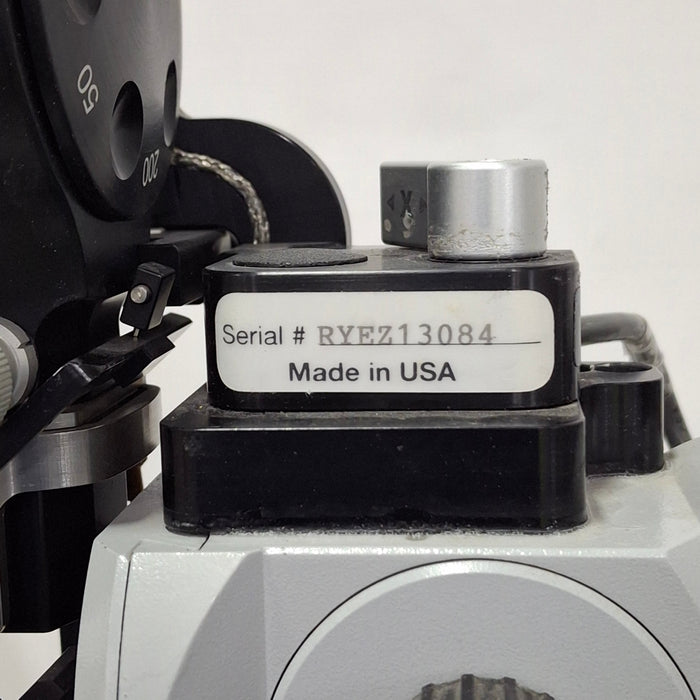 50
200
X
Serial # RYEZ13084
Made in USA